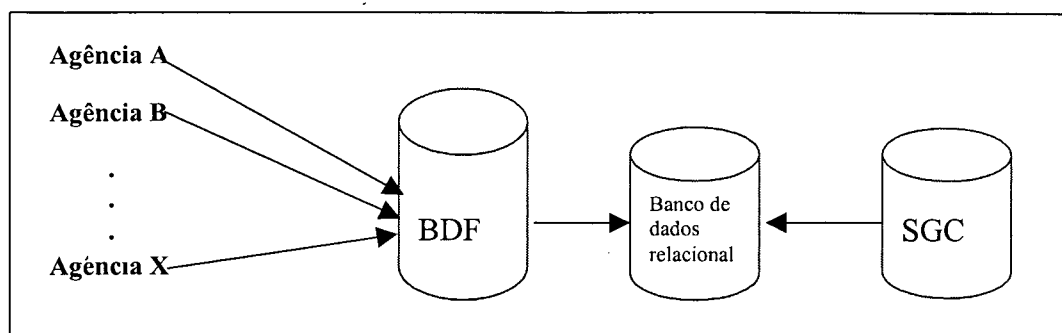 Agência A
Agência B
.
.
.
Agência X
BDF
Banco de
dados
relacional
SGC